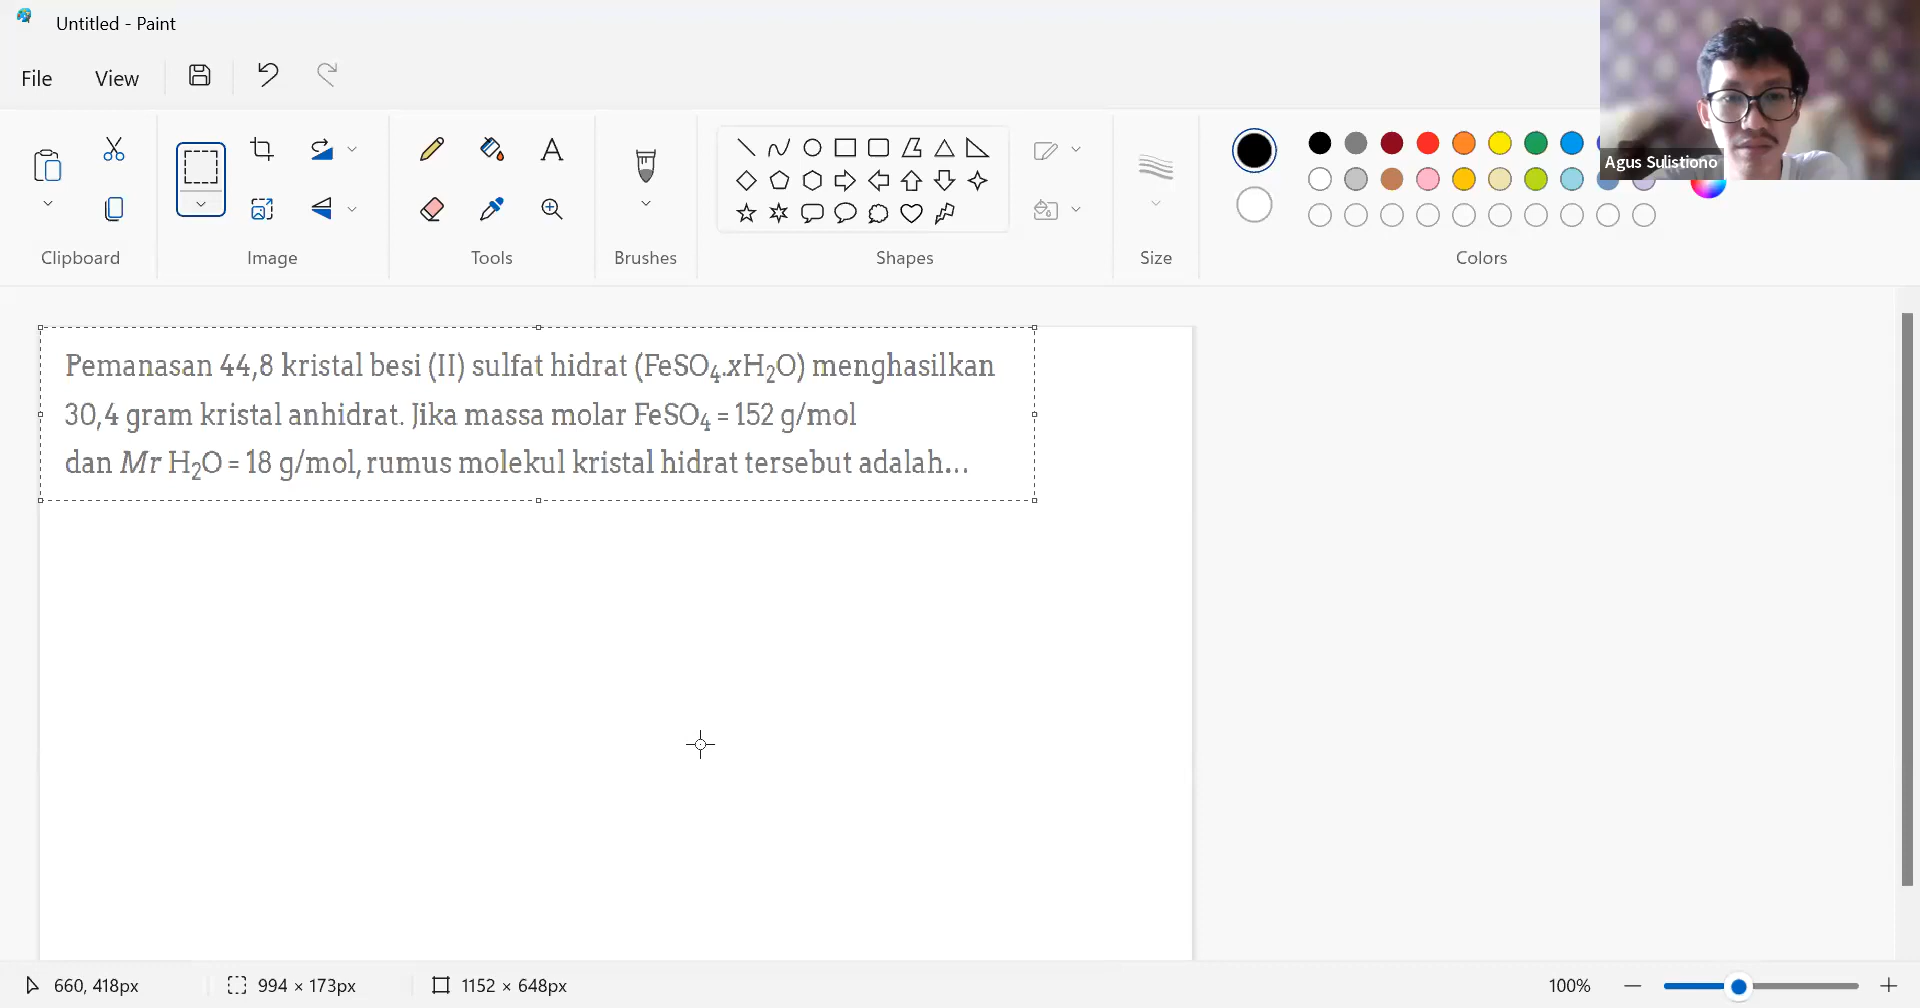 Untitled - Paint
File View
Agus Sulistiono
Clipboard Image Tools Brushes Shapes Size Colors
Pemanasan 44,8 kristal besi (II) sulfat hidrat (FeSO₄.xH₂O) menghasilkan
30,4 gram kristal anhidrat. Jika massa molar FeSO₄ = 152 g/mol
dan Mr H₂O = 18 g/mol, rumus molekul kristal hidrat tersebut adalah...
660, 418px 994 × 173px 1152 × 648px 100%